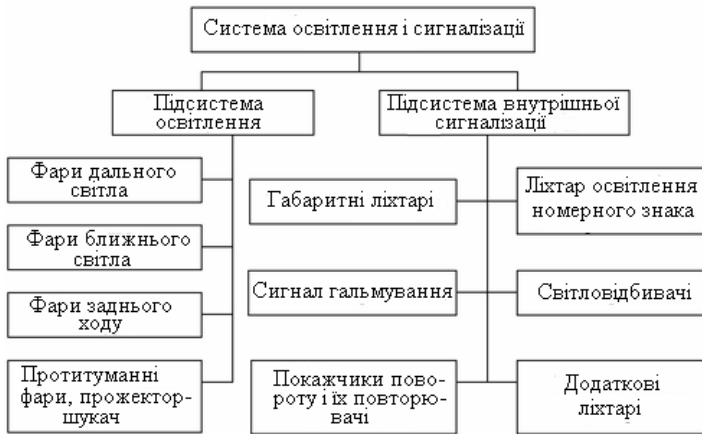 Система освітлення і сигналізації
Підсистема
освітлення
Підсистема внутрішньої
сигналізації
Фари дального
світла
Фари ближнього
світла
Фари заднього
ходу
Протитуманні
фари, прожектор-
шукач
Габаритні ліхтарі
Сигнал гальмування
Покажчики пово-
роту і їх повторю-
вачі
Ліхтар освітлення
номерного знака
Світловідбивачі
Додаткові
ліхтарі